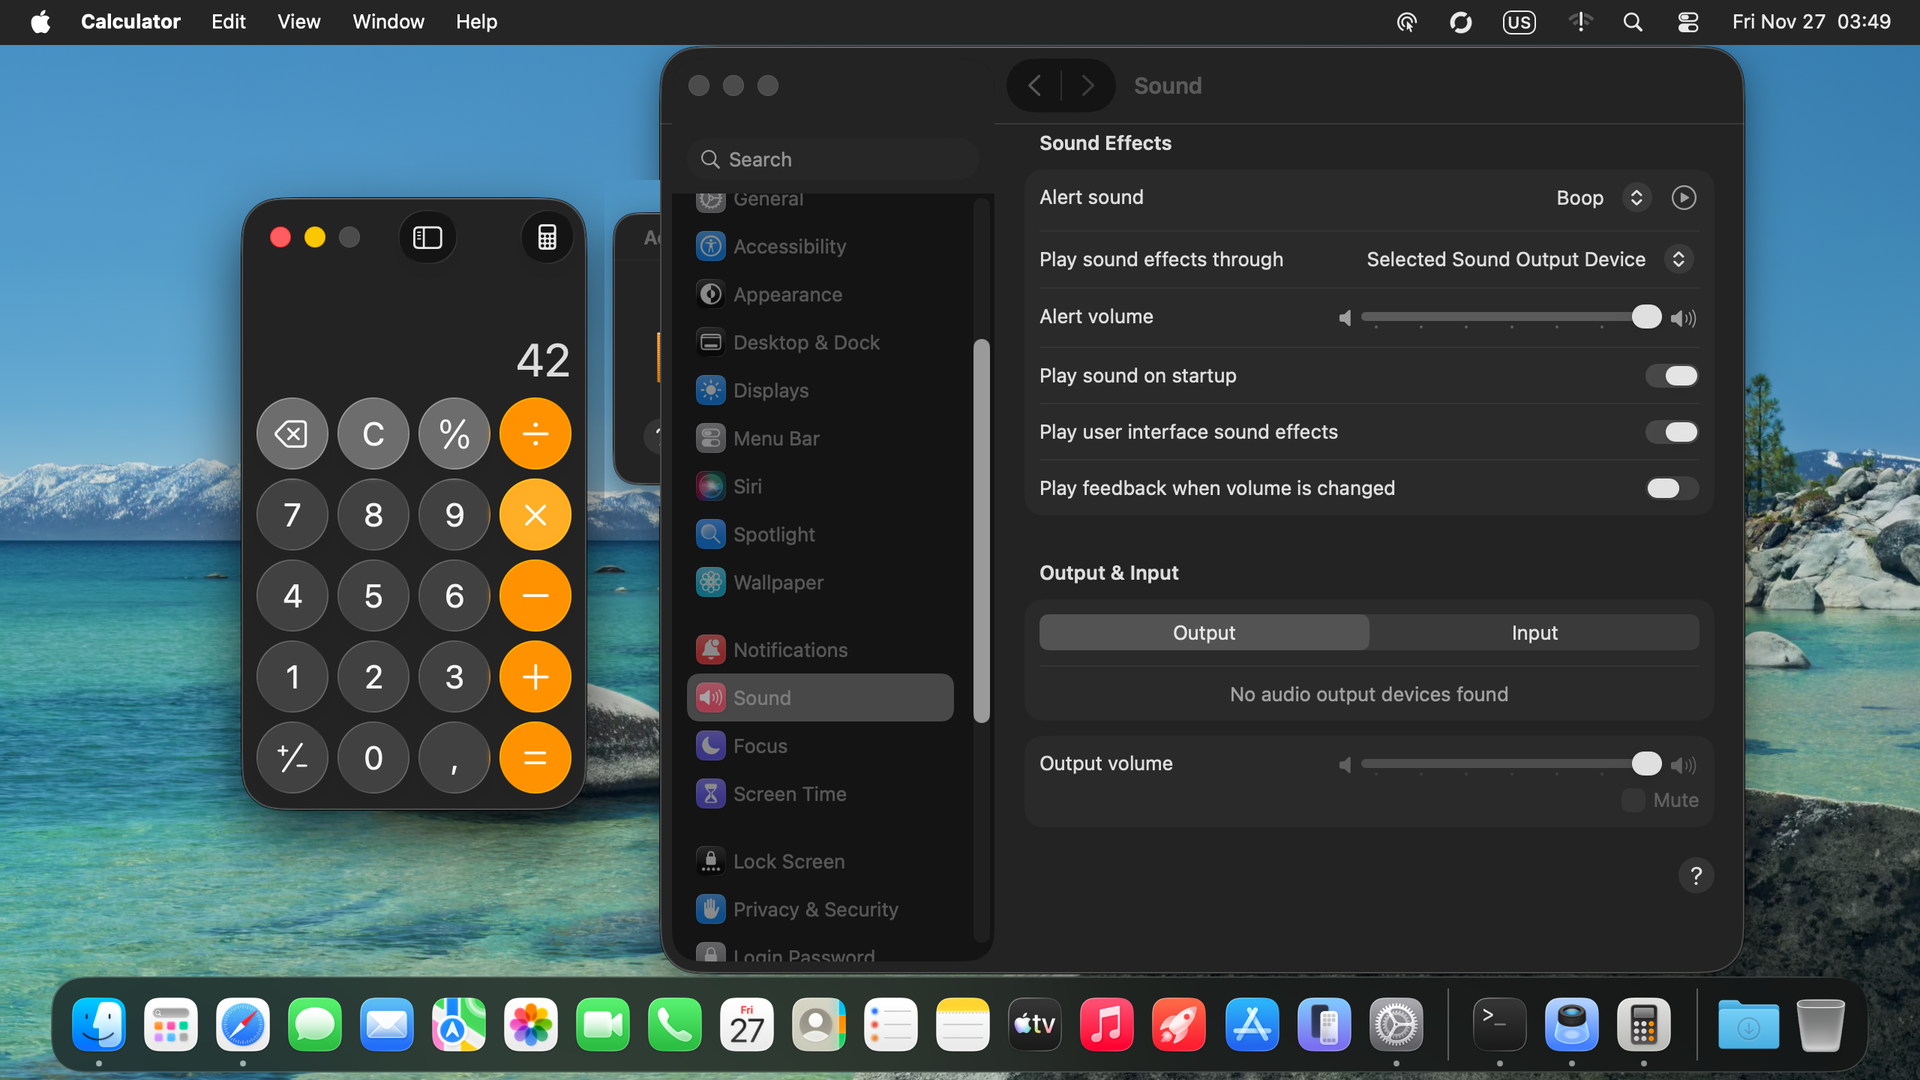 Calculator Edit View Window Help US Fri Nov 27 03:49
Sound
Search
General
Accessibility
Appearance
Desktop & Dock
Displays
Menu Bar
Siri
Spotlight
Wallpaper
Notifications
Sound
Focus
Screen Time
Lock Screen
Privacy & Security
Login Password
Sound Effects
Alert sound Boop
Play sound effects through Selected Sound Output Device
Alert volume
Play sound on startup
Play user interface sound effects
Play feedback when volume is changed
Output & Input
Output Input
No audio output devices found
Output volume
Mute
?
42
C % ÷
7 8 9 ×
4 5 6 −
1 2 3 +
+/− 0 , =
Fri
27
tv
>_